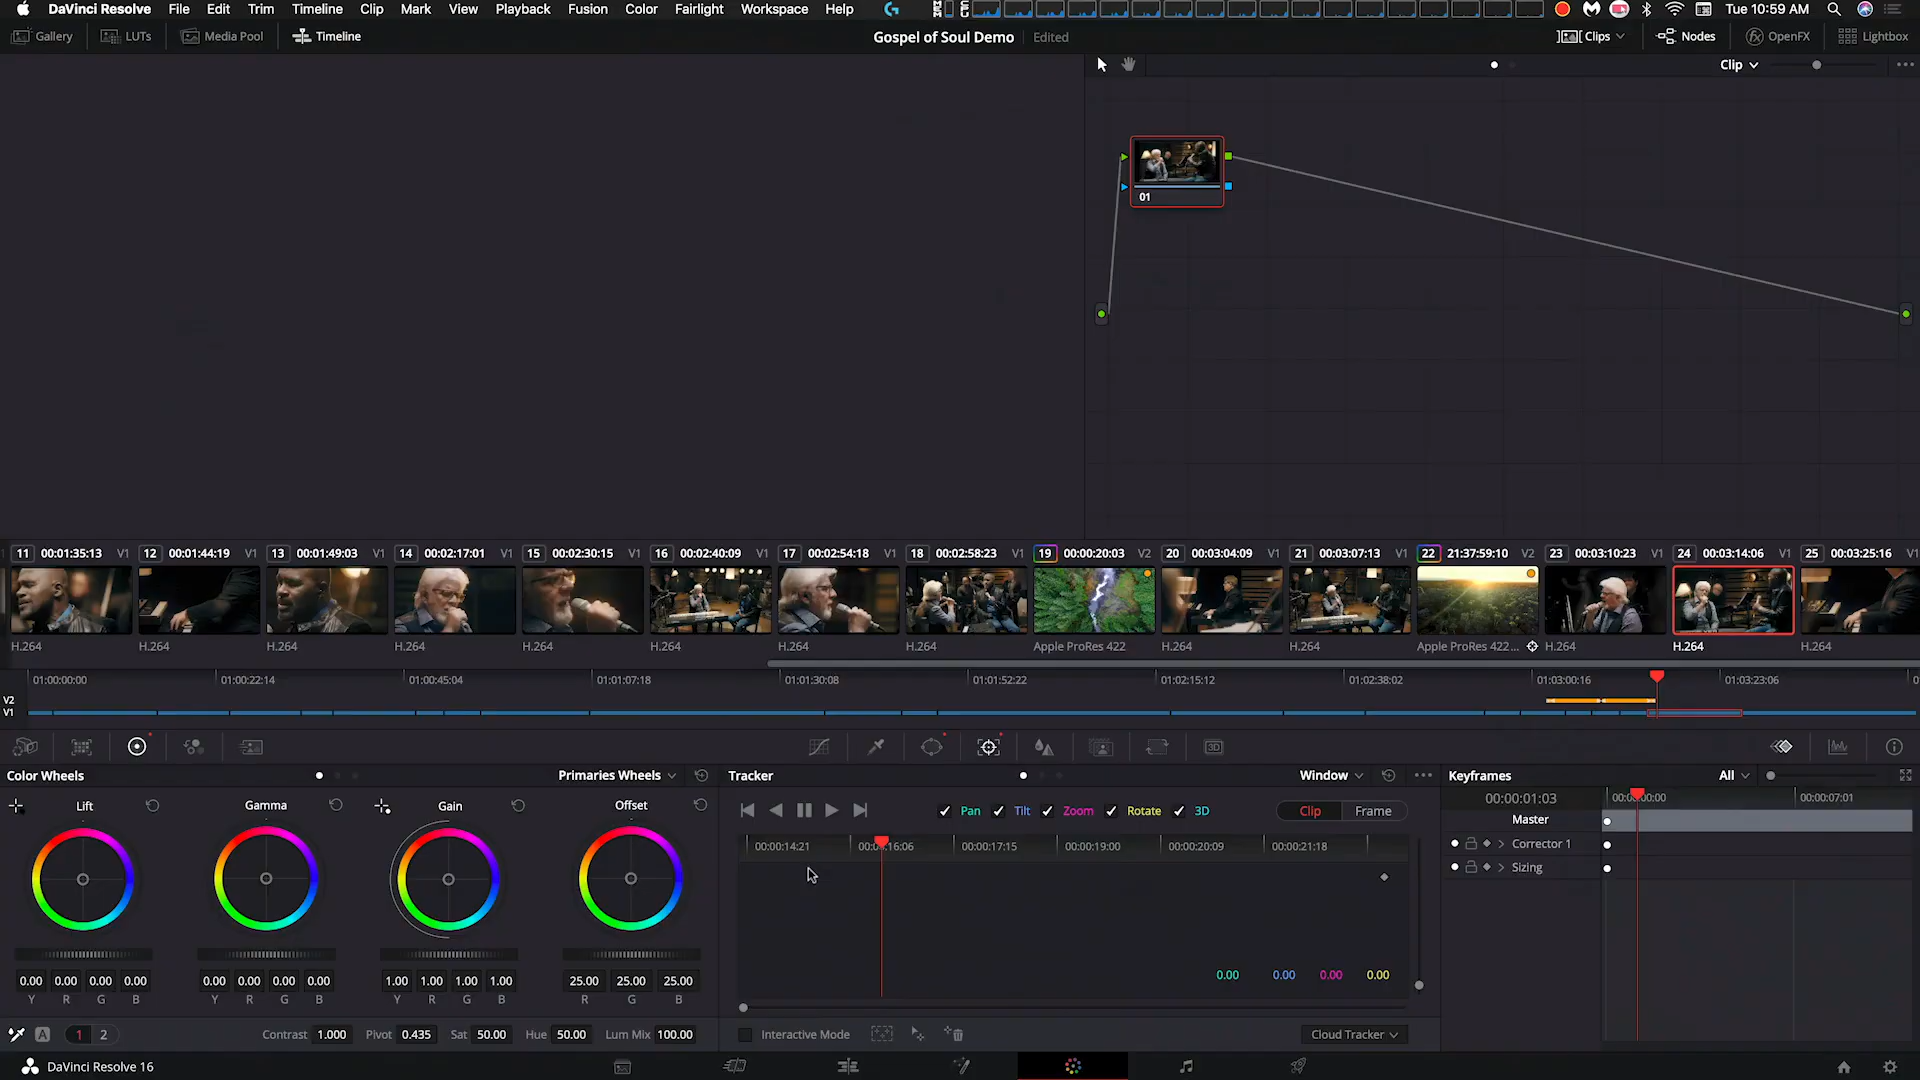 DaVinci Resolve File Edit Trim Timeline Clip Mark View Playback Fusion Color Fairlight Workspace Help Tue 10:59 AM
Gallery LUTs Media Pool Timeline Gospel of Soul Demo Edited Clips Nodes OpenFX Lightbox
Clip
01
11 00:01:35:13 V1 12 00:01:44:19 V1 13 00:01:49:03 V1 14 00:02:17:01 V1 15 00:02:30:15 V1 16 00:02:40:09 V1 17 00:02:54:18 V1 18 00:02:58:23 V1 19 00:00:20:03 V2 20 00:03:04:09 V1 21 00:03:07:13 V1 22 21:37:59:10 V2 23 00:03:10:23 V1 24 00:03:14:06 V1 25 00:03:25:16 V1
H.264 H.264 H.264 H.264 H.264 H.264 H.264 H.264 Apple ProRes 422 H.264 H.264 Apple ProRes 422... H.264 H.264 H.264
01:00:00:00 01:00:22:14 01:00:45:04 01:01:07:18 01:01:30:08 01:01:52:22 01:02:15:12 01:02:38:02 01:03:00:16 01:03:23:06
V2
V1
3D
Color Wheels Primaries Wheels Tracker Window Keyframes All
Lift Gamma Gain Offset
Pan Tilt Zoom Rotate 3D Clip Frame
00:00:01:03 00:00:07:01
Master
00:00:14:21 00:00:17:15 00:00:19:00 00:00:20:09 00:00:21:18
Corrector 1
Sizing
0.00 0.00 0.00 0.00
0.00 0.00 0.00 0.00 0.00 0.00 0.00 0.00 1.00 1.00 1.00 1.00 25.00 25.00 25.00
Y R G B Y R G B Y R G B R G B
A 1 2 Contrast 1.000 Pivot 0.435 Sat 50.00 Hue 50.00 Lum Mix 100.00 Interactive Mode Cloud Tracker
DaVinci Resolve 16